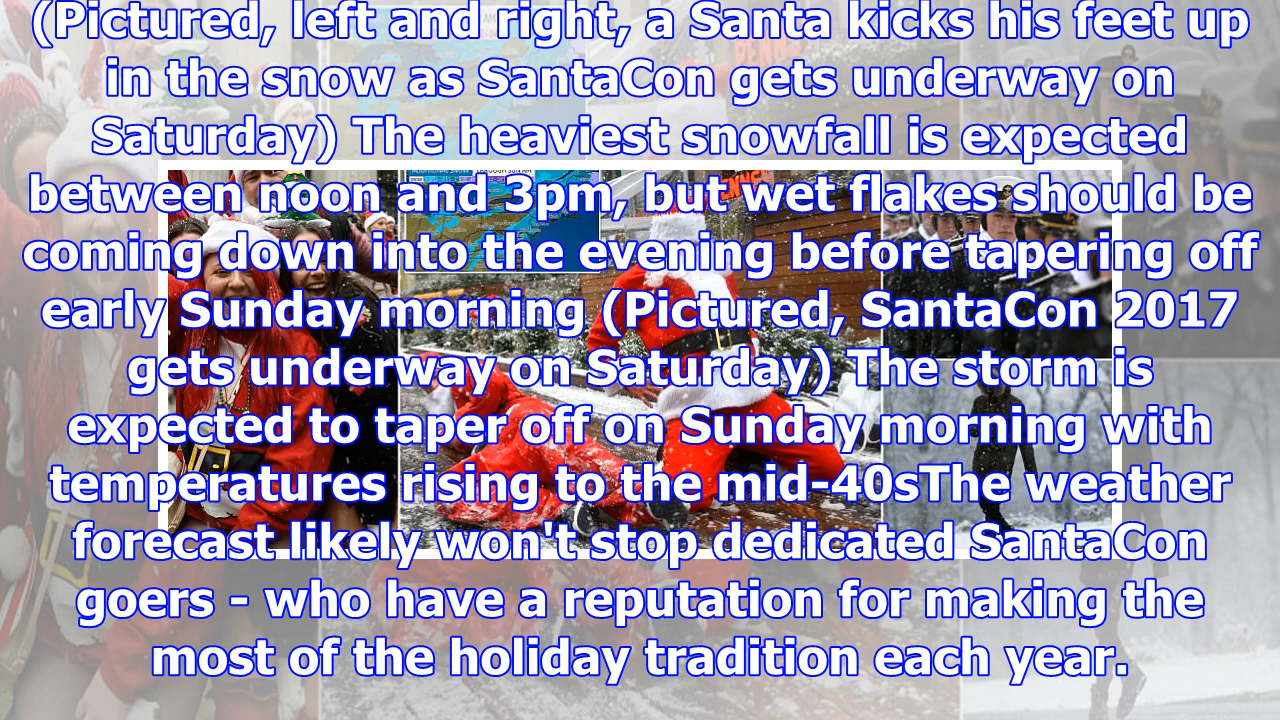 (Pictured, left and right, a Santa kicks his feet up
in the snow as SantaCon gets underway on
Saturday) The heaviest snowfall is expected
between noon and 3pm, but wet flakes should be
coming down into the evening before tapering off
early Sunday morning (Pictured, SantaCon 2017
gets underway on Saturday) The storm is
expected to taper off on Sunday morning with
temperatures rising to the mid-40sThe weather
forecast likely won't stop dedicated SantaCon
goers - who have a reputation for making the
most of the holiday tradition each year.